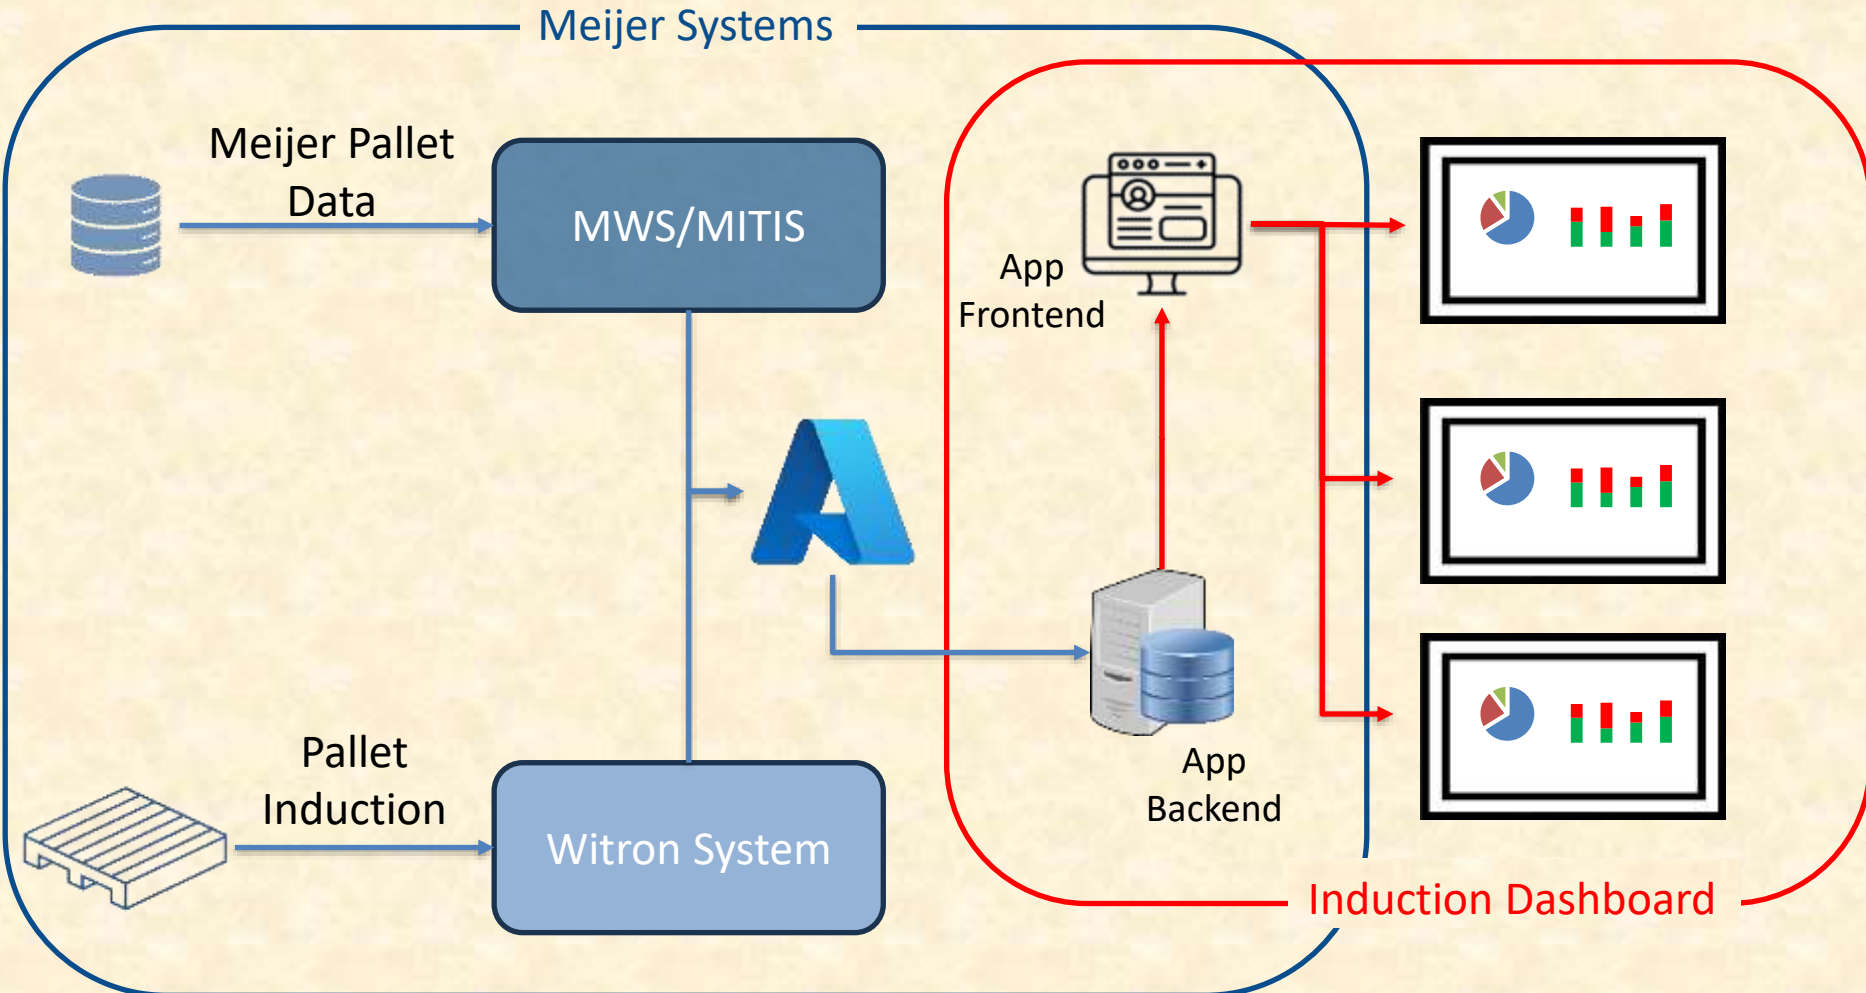 Meijer Systems
Meijer Pallet
Data
MWS/MITIS
App
Frontend
Pallet
Induction
Witron System
App
Backend
Induction Dashboard